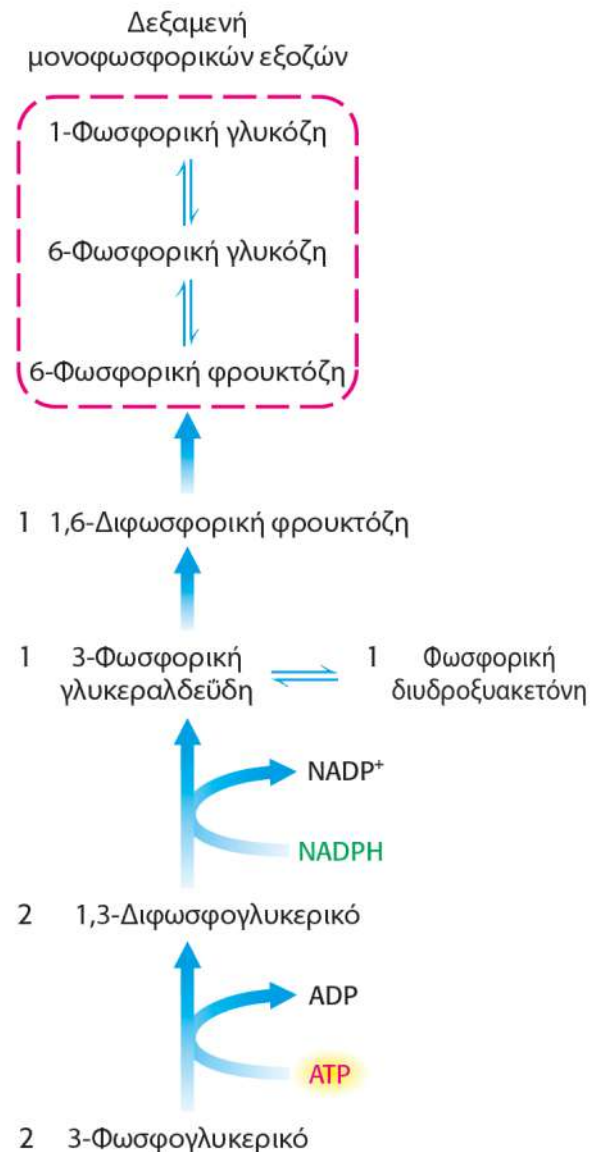 Δεξαμενή
μονοφωσφορικών εξοζών
1-Φωσφορική γλυκόζη
6-Φωσφορική γλυκόζη
6-Φωσφορική φρουκτόζη
1 1,6-Διφωσφορική φρουκτόζη
1 3-Φωσφορική 1 Φωσφορική
γλυκεραλδεΰδη διυδροξυακετόνη
NADP⁺
NADPH
2 1,3-Διφωσφογλυκερικό
ADP
ATP
2 3-Φωσφογλυκερικό